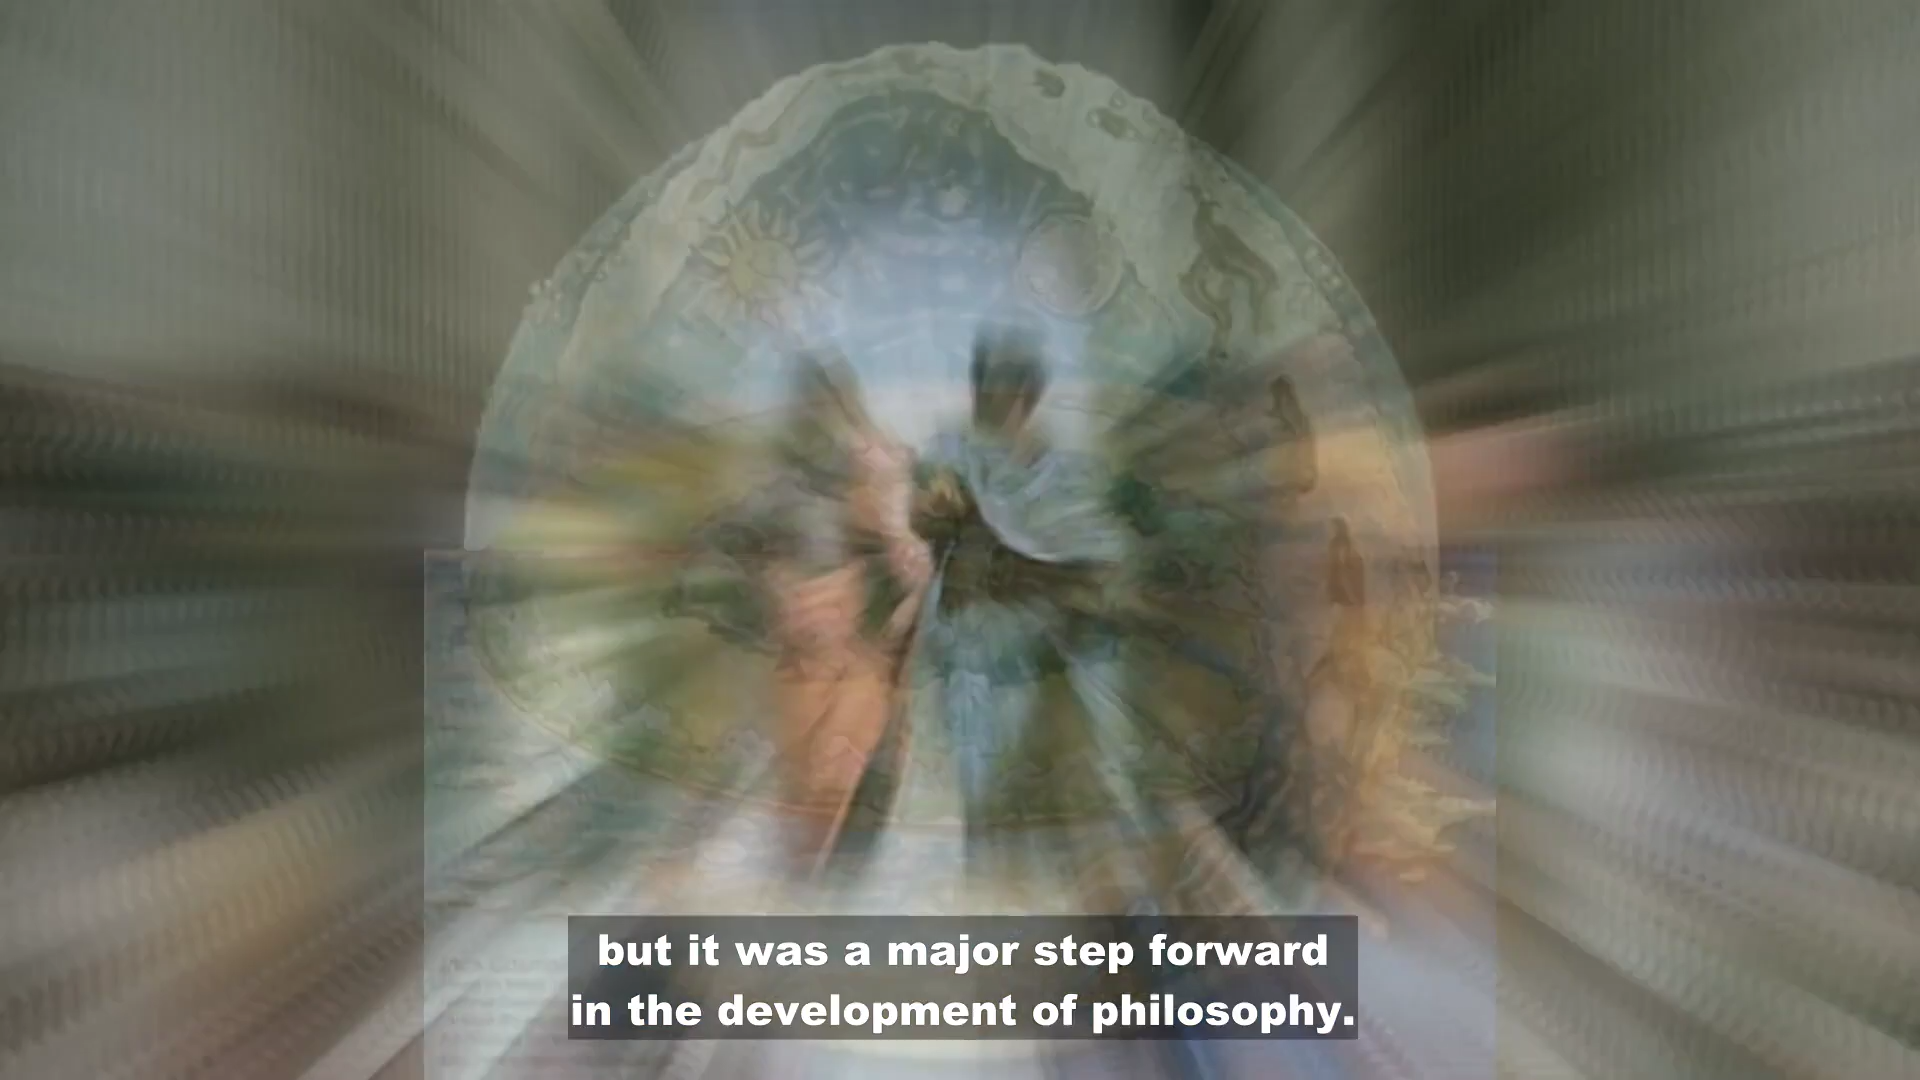 but it was a major step forward
in the development of philosophy.